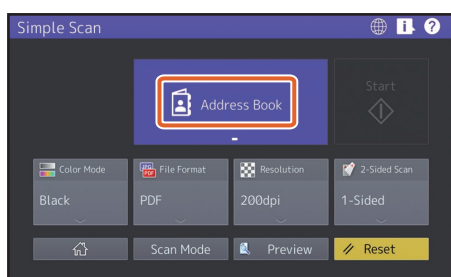 Simple Scan
Address Book
Start
Color Mode
File Format
Resolution
2-Sided Scan
Black
PDF
200dpi
1-Sided
Scan Mode
Preview
Reset